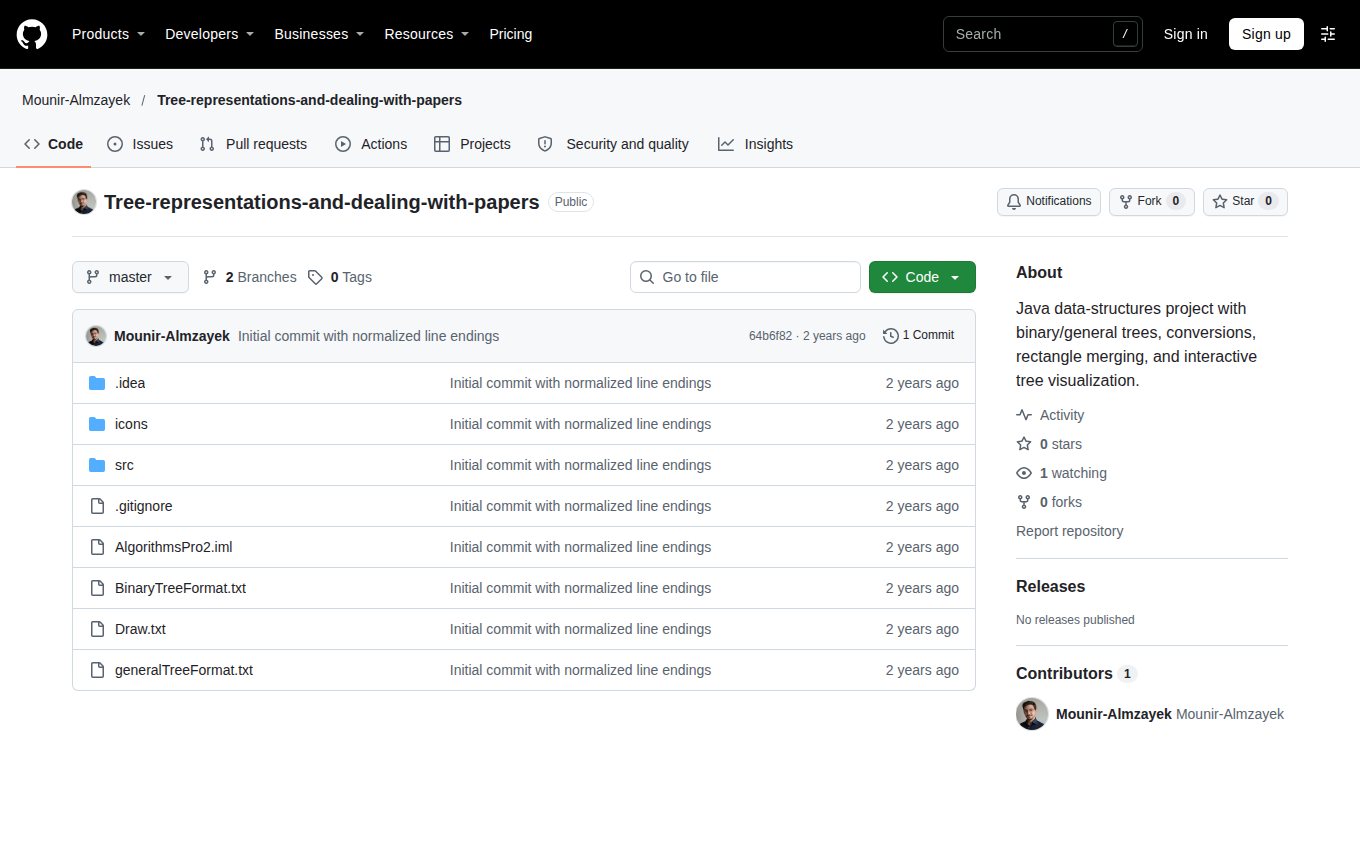 Products Developers Businesses Resources Pricing Search / Sign in Sign up
Mounir-Almzayek / Tree-representations-and-dealing-with-papers
Code Issues Pull requests Actions Projects Security and quality Insights
Tree-representations-and-dealing-with-papers Public Notifications Fork 0 Star 0
master 2 Branches 0 Tags Go to file Code
Mounir-Almzayek Initial commit with normalized line endings 64b6f82 · 2 years ago 1 Commit
.idea Initial commit with normalized line endings 2 years ago
icons Initial commit with normalized line endings 2 years ago
src Initial commit with normalized line endings 2 years ago
.gitignore Initial commit with normalized line endings 2 years ago
AlgorithmsPro2.iml Initial commit with normalized line endings 2 years ago
BinaryTreeFormat.txt Initial commit with normalized line endings 2 years ago
Draw.txt Initial commit with normalized line endings 2 years ago
generalTreeFormat.txt Initial commit with normalized line endings 2 years ago
About
Java data-structures project with
binary/general trees, conversions,
rectangle merging, and interactive
tree visualization.
Activity
0 stars
1 watching
0 forks
Report repository
Releases
No releases published
Contributors 1
Mounir-Almzayek Mounir-Almzayek